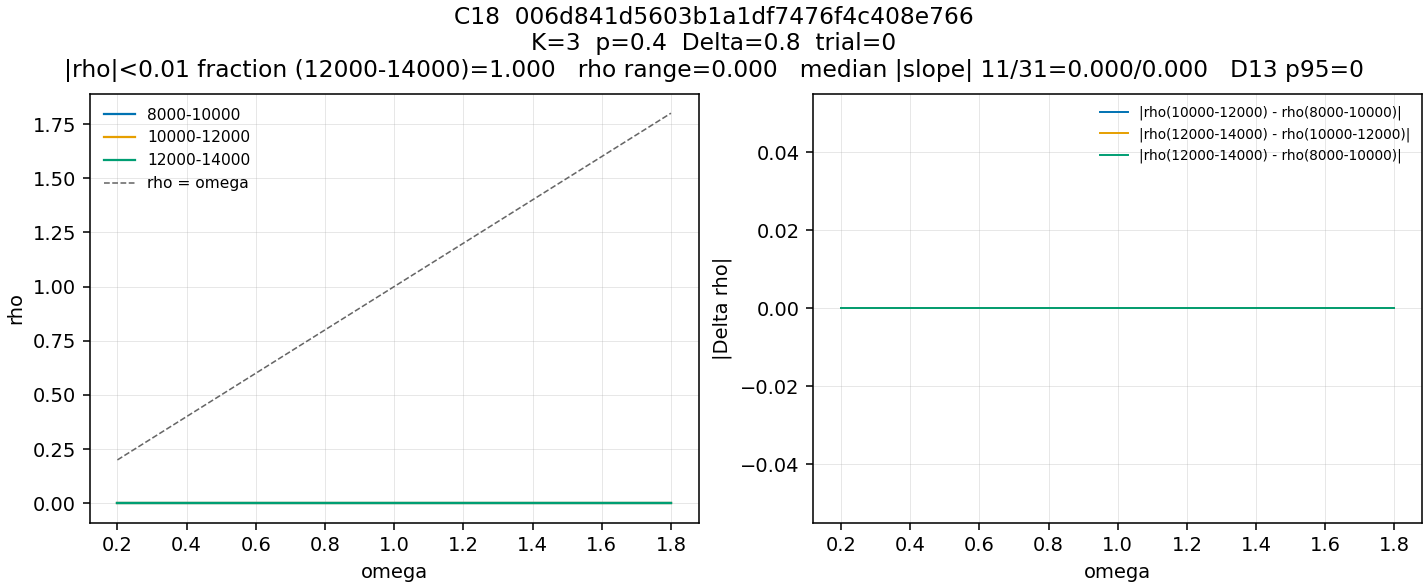 C18  006d841d5603b1a1df7476f4c408e766
K=3  p=0.4  Delta=0.8  trial=0
|rho|<0.01 fraction (12000-14000)=1.000   rho range=0.000   median |slope| 11/31=0.000/0.000   D13 p95=0
8000-10000
10000-12000
12000-14000
rho = omega
1.75
1.50
1.25
1.00
0.75
0.50
0.25
0.00
rho
0.2 0.4 0.6 0.8 1.0 1.2 1.4 1.6 1.8
omega
|rho(10000-12000) - rho(8000-10000)|
|rho(12000-14000) - rho(10000-12000)|
|rho(12000-14000) - rho(8000-10000)|
0.04
0.02
0.00
−0.02
−0.04
|Delta rho|
0.2 0.4 0.6 0.8 1.0 1.2 1.4 1.6 1.8
omega